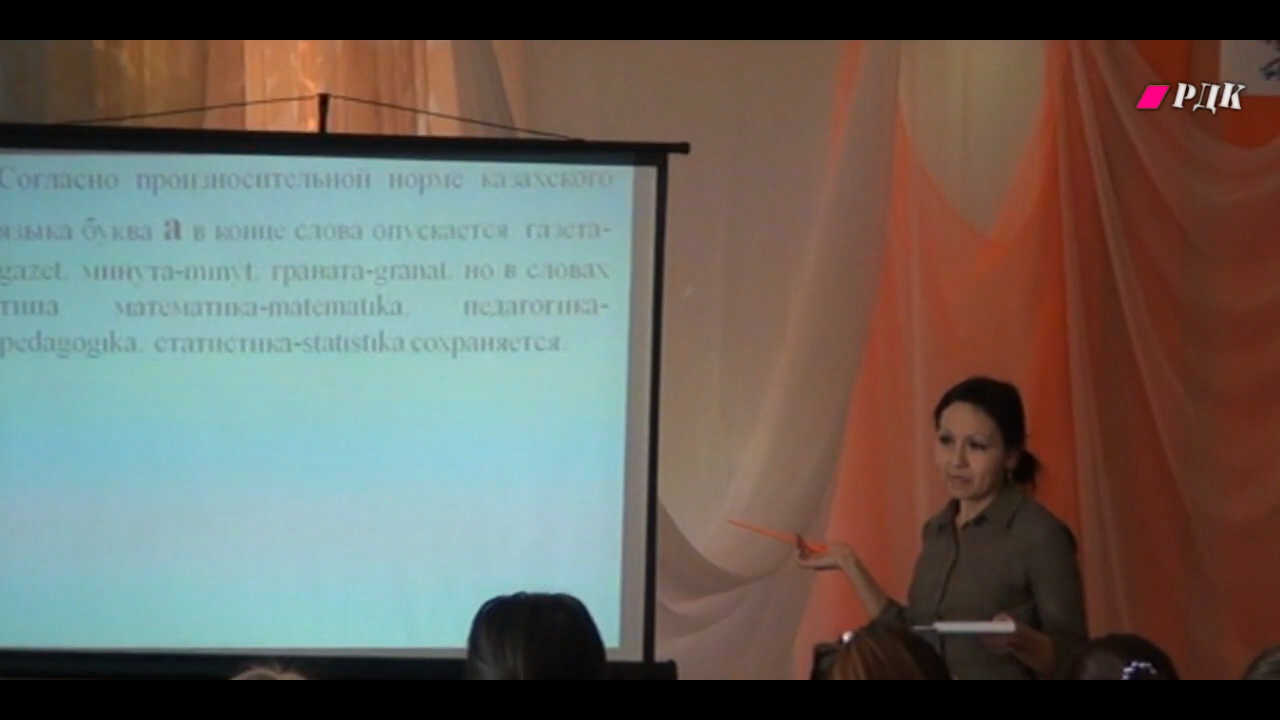 Согласно произносительной норме казахского
языка буква а в конце слова опускается газета-
gazet, минута-minýt, граната-granat, но в словах
типа математика-matematika, педагогика-
pedagogika, статистика-statistika сохраняется.
РДК